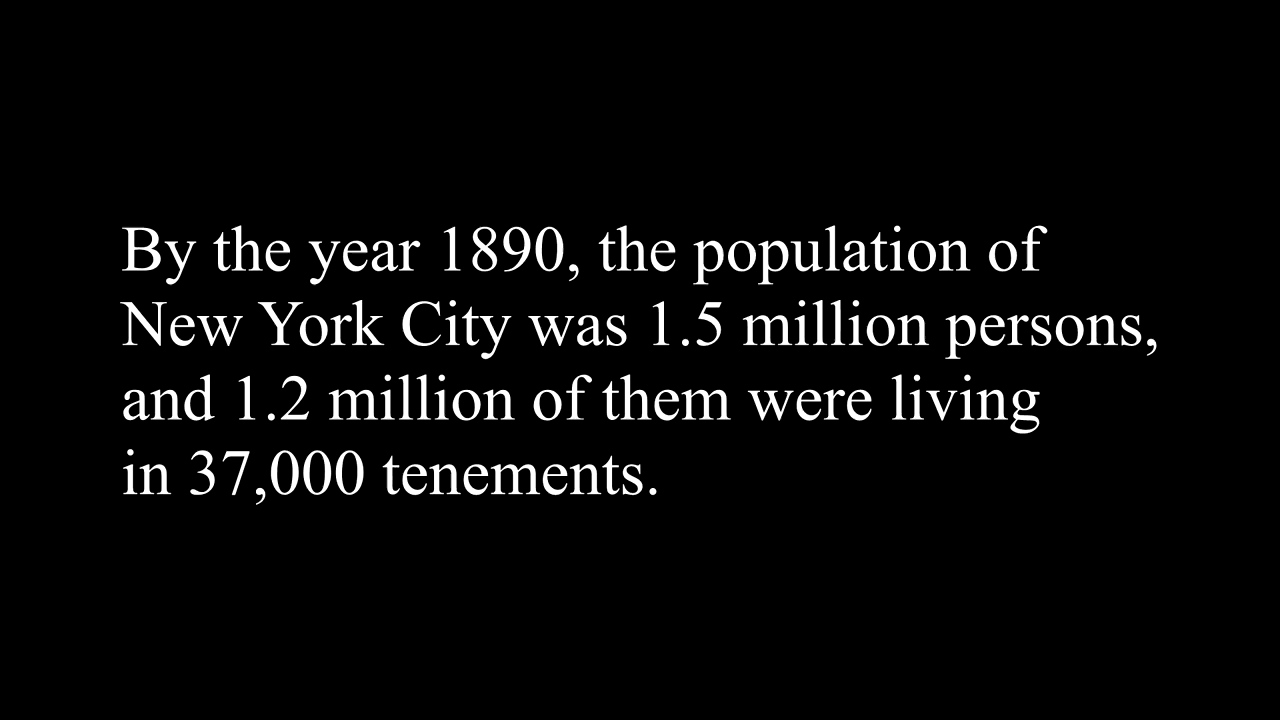 By the year 1890, the population of
New York City was 1.5 million persons,
and 1.2 million of them were living
in 37,000 tenements.